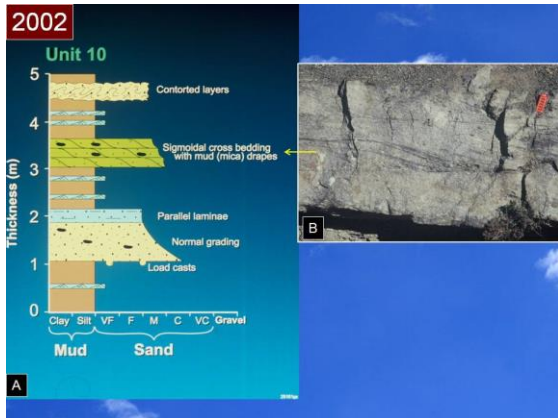 2002
Unit 10
5
Contorted layers
4
Sigmoidal cross bedding
with mud (mica) drapes
3
Thickness (m)
2
Parallel laminae
Normal grading
1
Load casts
0
Clay Silt VF F M C VC Gravel
Mud Sand
A
B